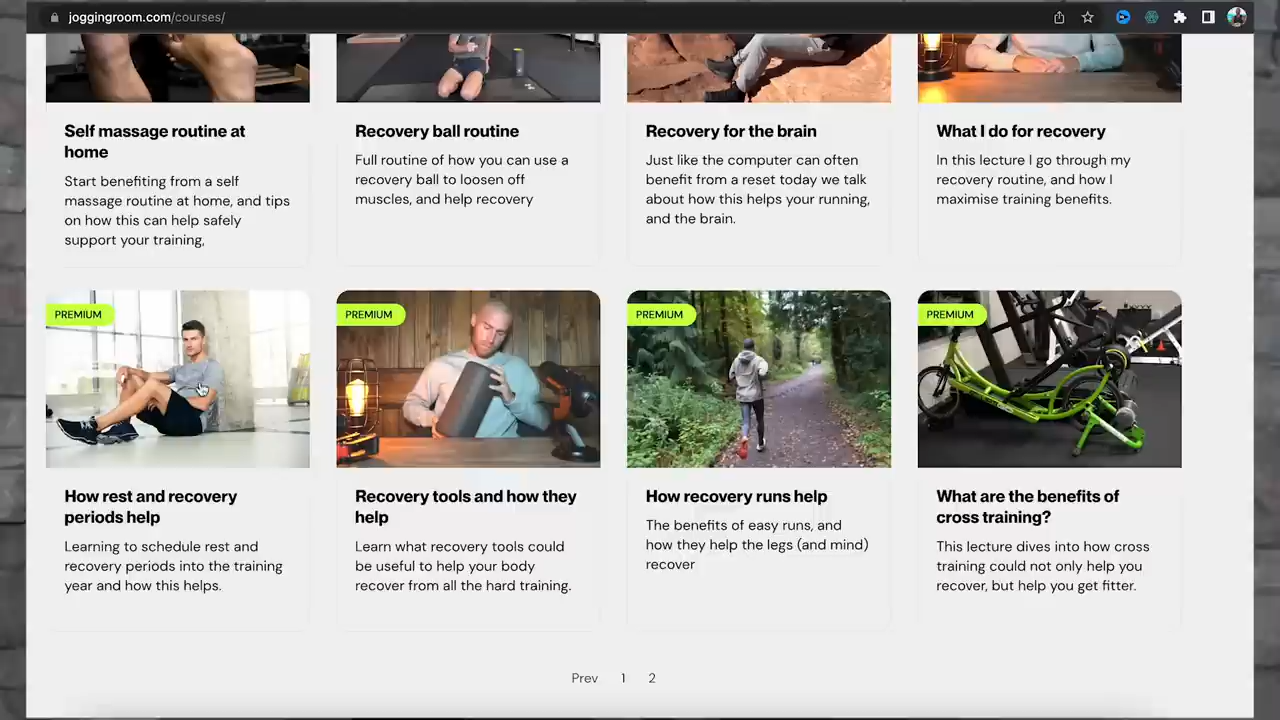 joggingroom.com/courses/
Self massage routine at
home
Start benefiting from a self
massage routine at home, and tips
on how this can help safely
support your training,
Recovery ball routine
Full routine of how you can use a
recovery ball to loosen off
muscles, and help recovery
Recovery for the brain
Just like the computer can often
benefit from a reset today we talk
about how this helps your running,
and the brain.
What I do for recovery
In this lecture I go through my
recovery routine, and how I
maximise training benefits.
PREMIUM
How rest and recovery
periods help
Learning to schedule rest and
recovery periods into the training
year and how this helps.
PREMIUM
Recovery tools and how they
help
Learn what recovery tools could
be useful to help your body
recover from all the hard training.
PREMIUM
How recovery runs help
The benefits of easy runs, and
how they help the legs (and mind)
recover
PREMIUM
What are the benefits of
cross training?
This lecture dives into how cross
training could not only help you
recover, but help you get fitter.
Prev 1 2